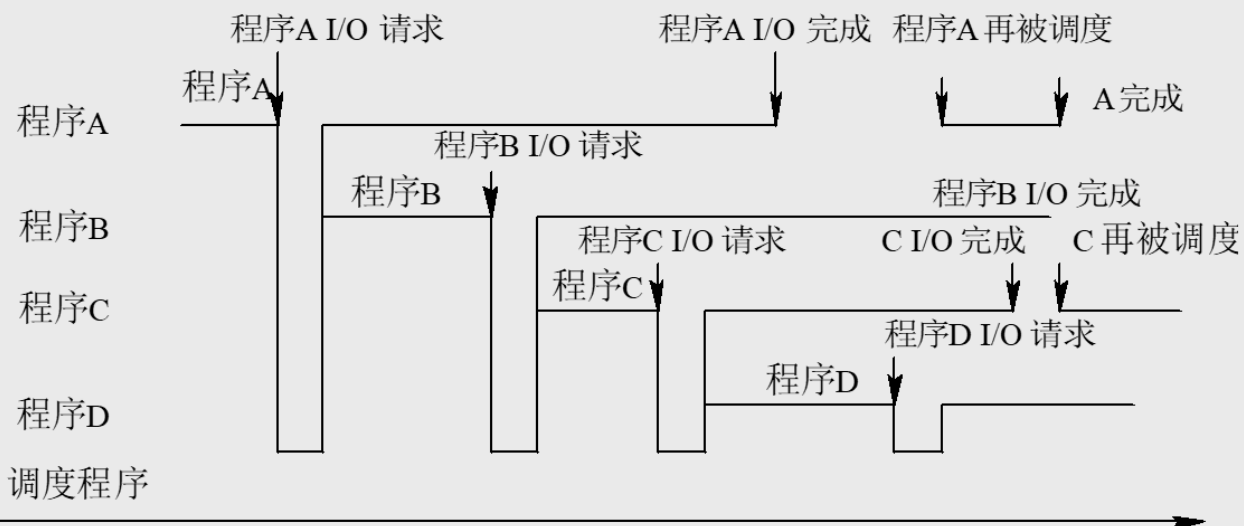 程序A I/O 请求
程序A I/O 完成
程序A 再被调度
程序A
A完成
程序A
程序B I/O 请求
程序B
程序B I/O 完成
程序B
程序C I/O 请求
C I/O 完成
C 再被调度
程序C
程序C
程序D I/O 请求
程序D
程序D
调度程序